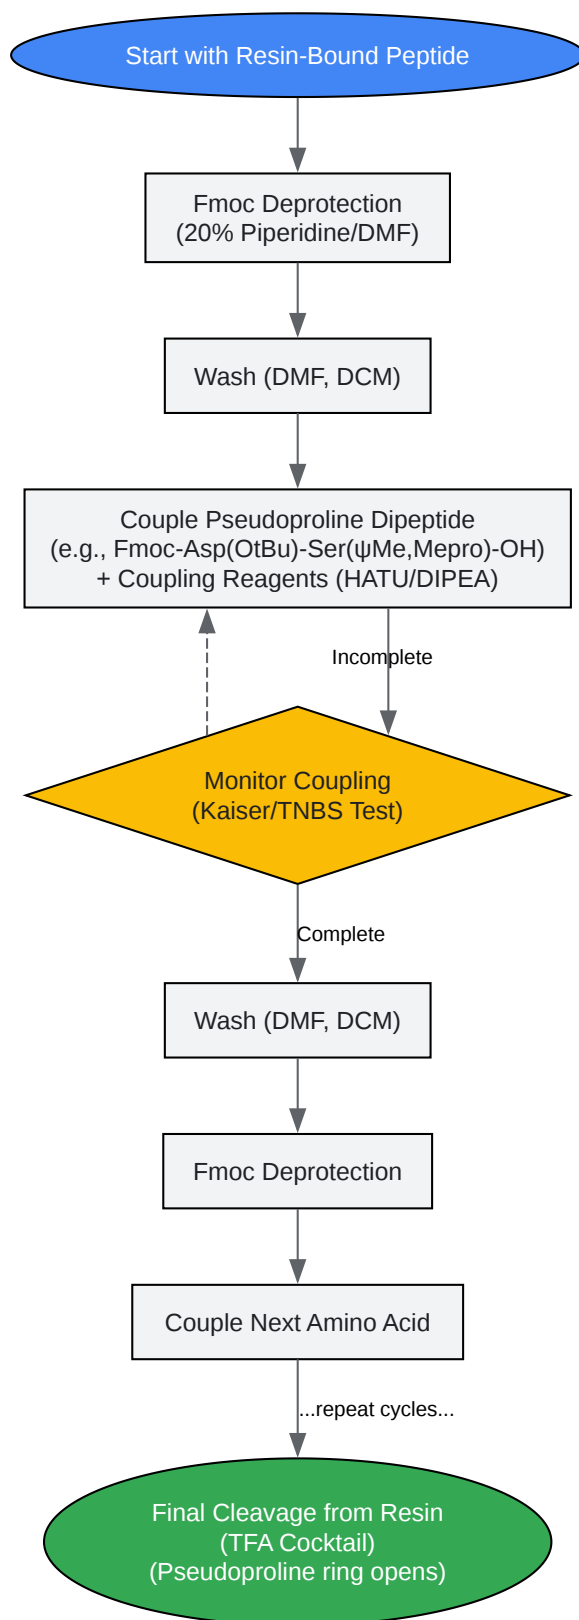 Start with Resin-Bound Peptide
Fmoc Deprotection
(20% Piperidine/DMF)
Wash (DMF, DCM)
Couple Pseudoproline Dipeptide
(e.g., Fmoc-Asp(OtBu)-Ser(ψMe,Mepro)-OH)
+ Coupling Reagents (HATU/DIPEA)
Incomplete
Monitor Coupling
(Kaiser/TNBS Test)
Complete
Wash (DMF, DCM)
Fmoc Deprotection
Couple Next Amino Acid
...repeat cycles...
Final Cleavage from Resin
(TFA Cocktail)
(Pseudoproline ring opens)